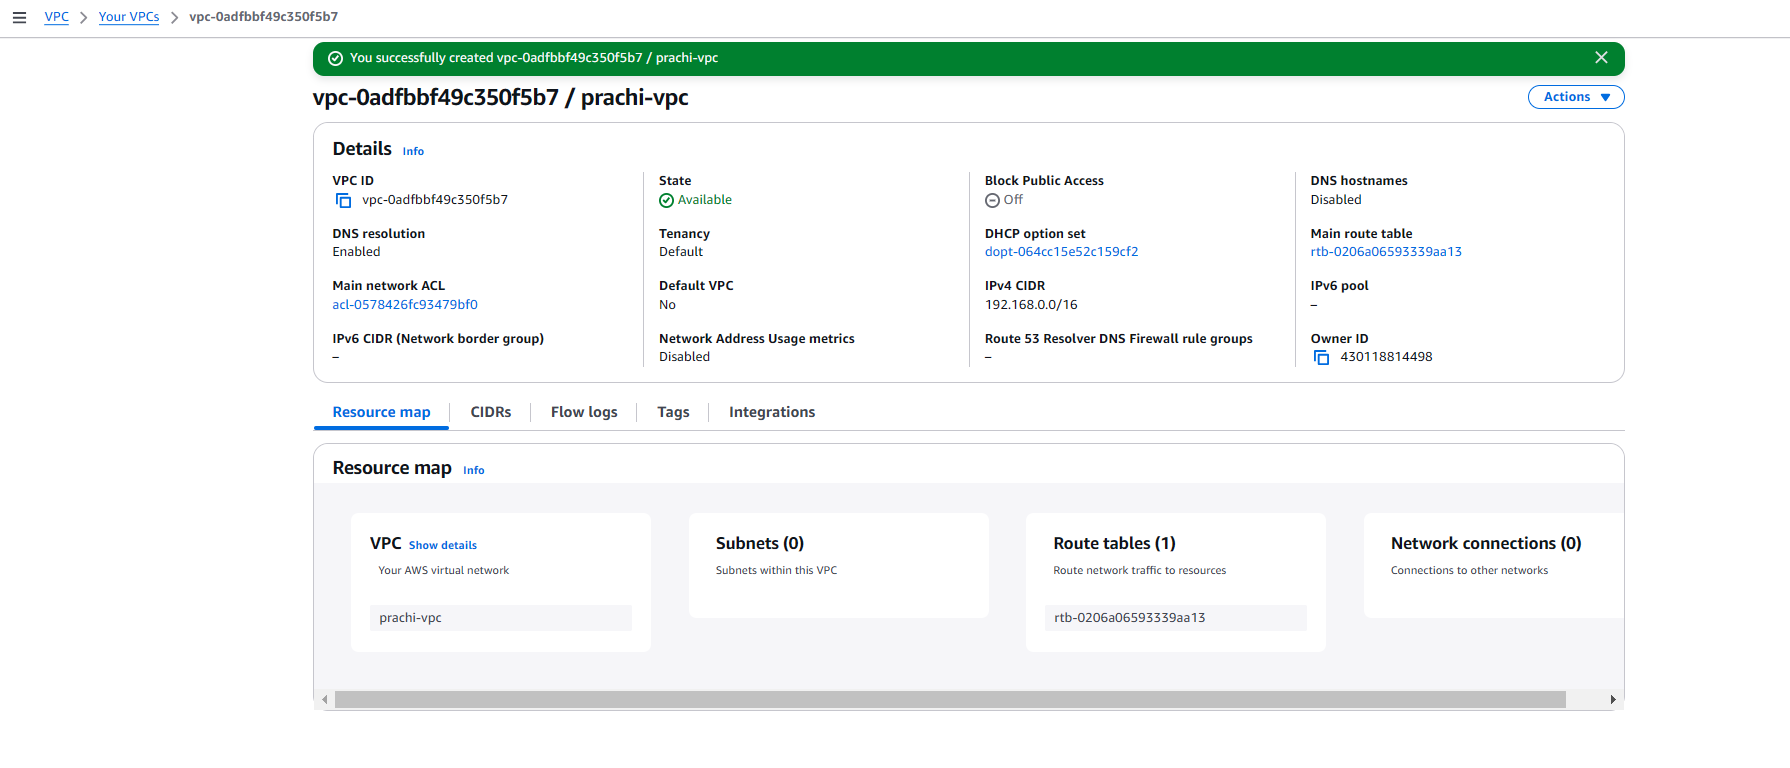 VPC > Your VPCs > vpc-0adfbbf49c350f5b7
You successfully created vpc-0adfbbf49c350f5b7 / prachi-vpc
vpc-0adfbbf49c350f5b7 / prachi-vpc
Actions
Details Info
VPC ID
vpc-0adfbbf49c350f5b7
State
Available
Block Public Access
Off
DNS hostnames
Disabled
DNS resolution
Enabled
Tenancy
Default
DHCP option set
dopt-064cc15e52c159cf2
Main route table
rtb-0206a06593339aa13
Main network ACL
acl-0578426fc93479bf0
Default VPC
No
IPv4 CIDR
192.168.0.0/16
IPv6 pool
–
IPv6 CIDR (Network border group)
–
Network Address Usage metrics
Disabled
Route 53 Resolver DNS Firewall rule groups
–
Owner ID
430118814498
Resource map
CIDRs
Flow logs
Tags
Integrations
Resource map Info
VPC Show details
Your AWS virtual network
prachi-vpc
Subnets (0)
Subnets within this VPC
Route tables (1)
Route network traffic to resources
rtb-0206a06593339aa13
Network connections (0)
Connections to other networks